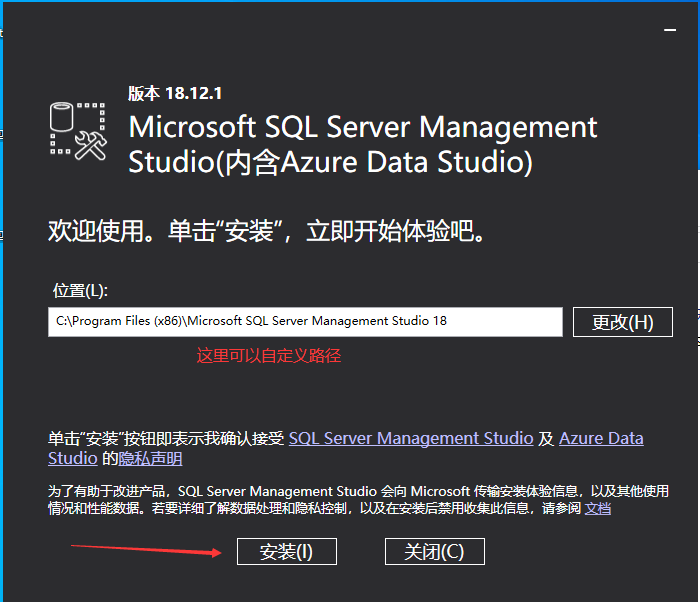 版本 18.12.1
Microsoft SQL Server Management
Studio(内含Azure Data Studio)
欢迎使用。单击“安装”，立即开始体验吧。
位置(L):
C:\Program Files (x86)\Microsoft SQL Server Management Studio 18
更改(H)
这里可以自定义路径
单击“安装”按钮即表示我确认接受 SQL Server Management Studio 及 Azure Data
Studio 的隐私声明
为了有助于改进产品，SQL Server Management Studio 会向 Microsoft 传输安装体验信息，以及其他使用
情况和性能数据。若要详细了解数据处理和隐私控制，以及在安装后禁用收集此信息，请参阅 文档
安装(I)
关闭(C)